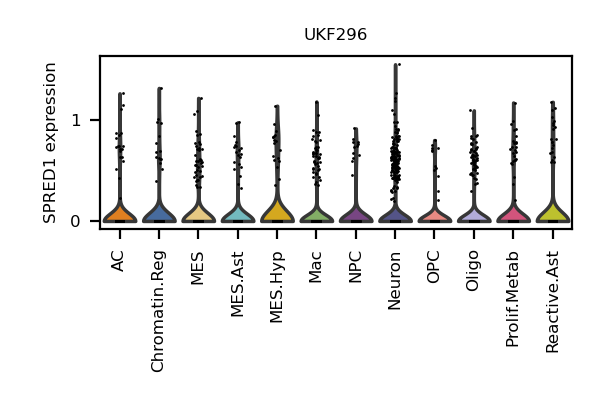 UKF296
SPRED1 expression
1
0
AC
Chromatin.Reg
MES
MES.Ast
MES.Hyp
Mac
NPC
Neuron
OPC
Oligo
Prolif.Metab
Reactive.Ast